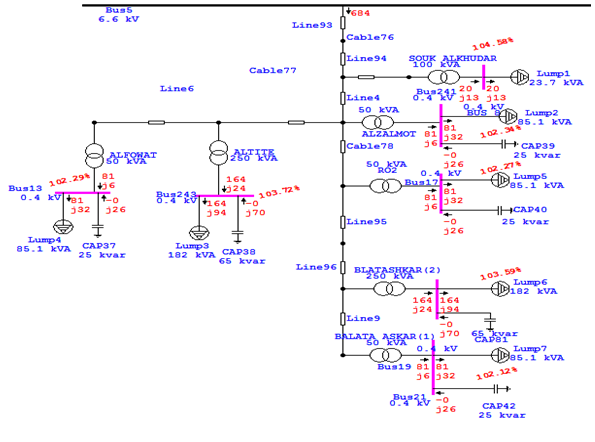 Bus5
6.6 kV
684
Line93
Cable76
Line94
104.58%
SOUK ALKHUDAR
100 kVA
Lump1
23.7 kVA
Cable77
20
j13
20
j13
Line6
Line4
Bus241
0.4 kV
0.4 kV
BUS 8
Lump2
85.1 kVA
50 kVA
ALZALMOT
81
j6
81
j32
102.34%
CAP39
25 kvar
-0
j26
Cable78
ALFOWAT
50 kVA
ALTITE
250 kVA
50 kVA
RO2
0.4 kV
Bus17
102.27%
Lump5
85.1 kVA
81
j6
81
j32
CAP40
25 kvar
-0
j26
102.29%
Bus13
0.4 kV
81
j6
81
j32
-0
j26
Lump4
85.1 kVA
CAP37
25 kvar
Bus243
0.4 kV
164
j24
103.72%
164
j94
-0
j70
Lump3
182 kVA
CAP38
65 kvar
Line95
Line96
BLATASHKAR(2)
250 kVA
103.59%
Lump6
182 kVA
164
j24
164
j94
-0
j70
65 kvar
CAP81
Line9
BALATA ASKAR(1)
50 kVA
0.4 kV
Lump7
85.1 kVA
Bus19
81
j6
81
j32
102.12%
Bus21
0.4 kV
-0
j26
CAP42
25 kvar